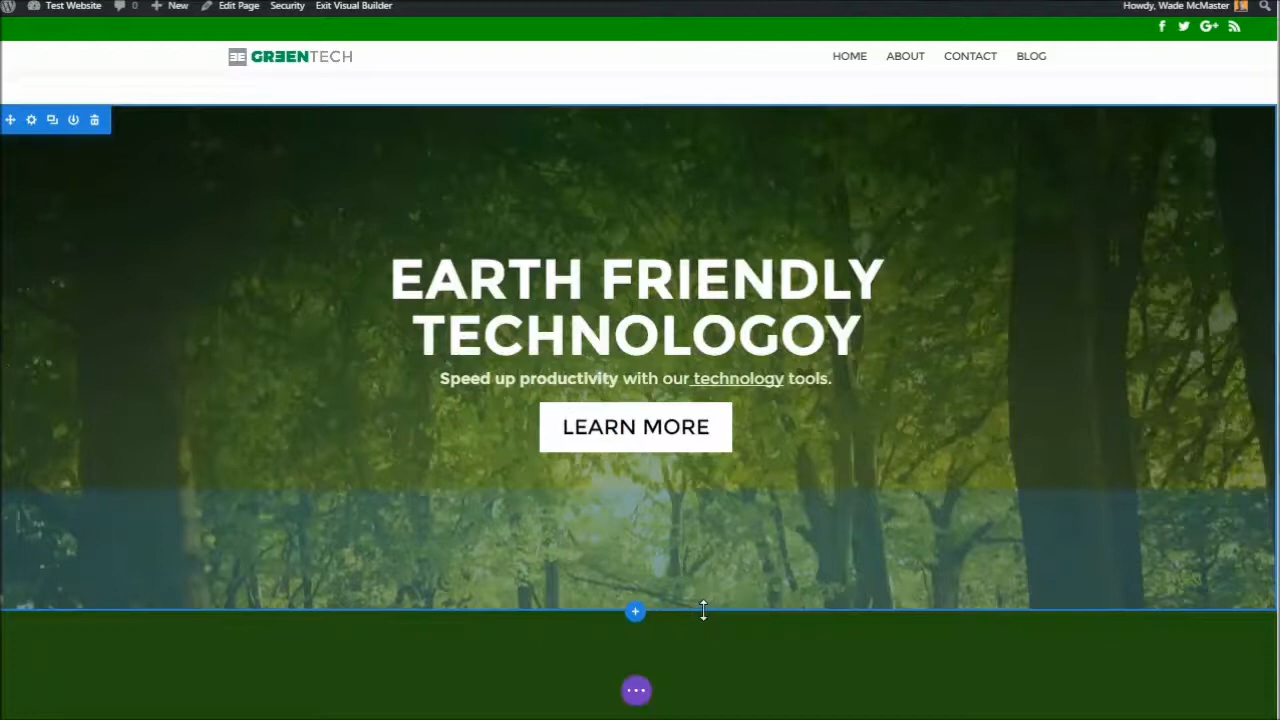 Test Website 0 New Edit Page Security Exit Visual Builder Howdy, Wade McMaster
GREENTECH HOME ABOUT CONTACT BLOG
EARTH FRIENDLY
TECHNOLOGOY
Speed up productivity with our technology tools.
LEARN MORE